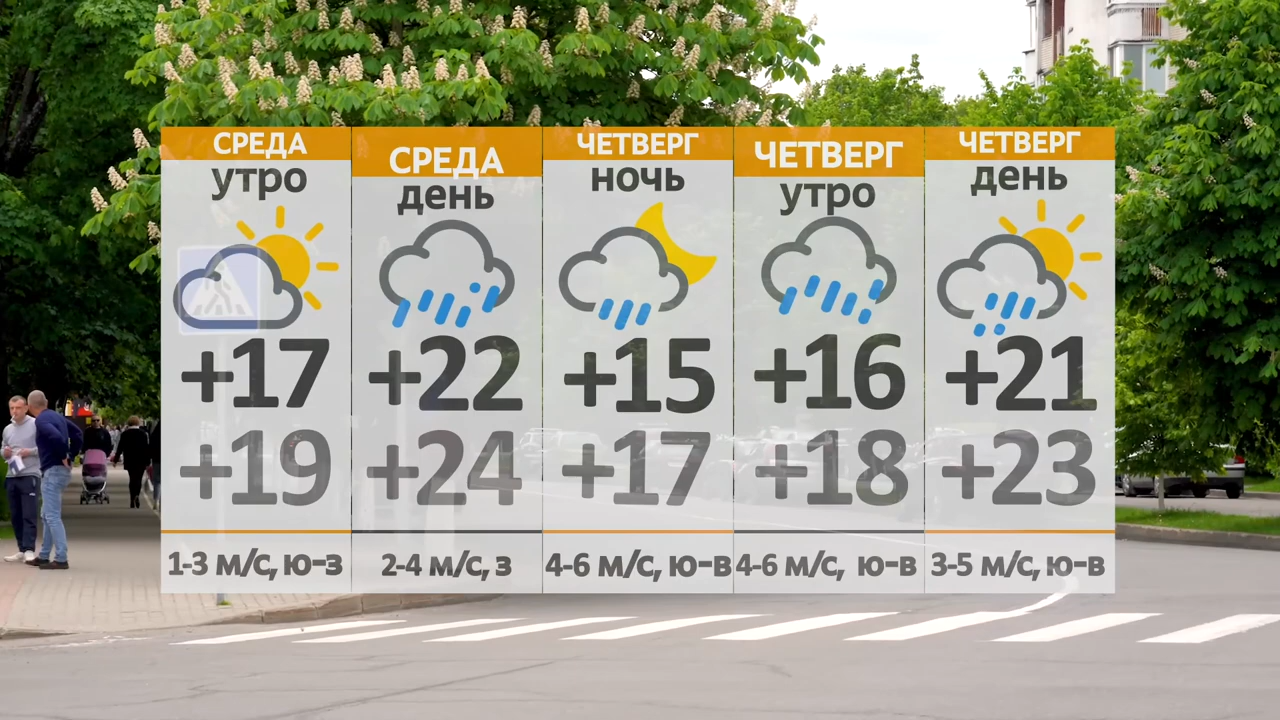 СРЕДА
утро
+17
+19
1-3 м/с, ю-з
СРЕДА
день
+22
+24
2-4 м/с, з
ЧЕТВЕРГ
ночь
+15
+17
4-6 м/с, ю-в
ЧЕТВЕРГ
утро
+16
+18
4-6 м/с, ю-в
ЧЕТВЕРГ
день
+21
+23
3-5 м/с, ю-в